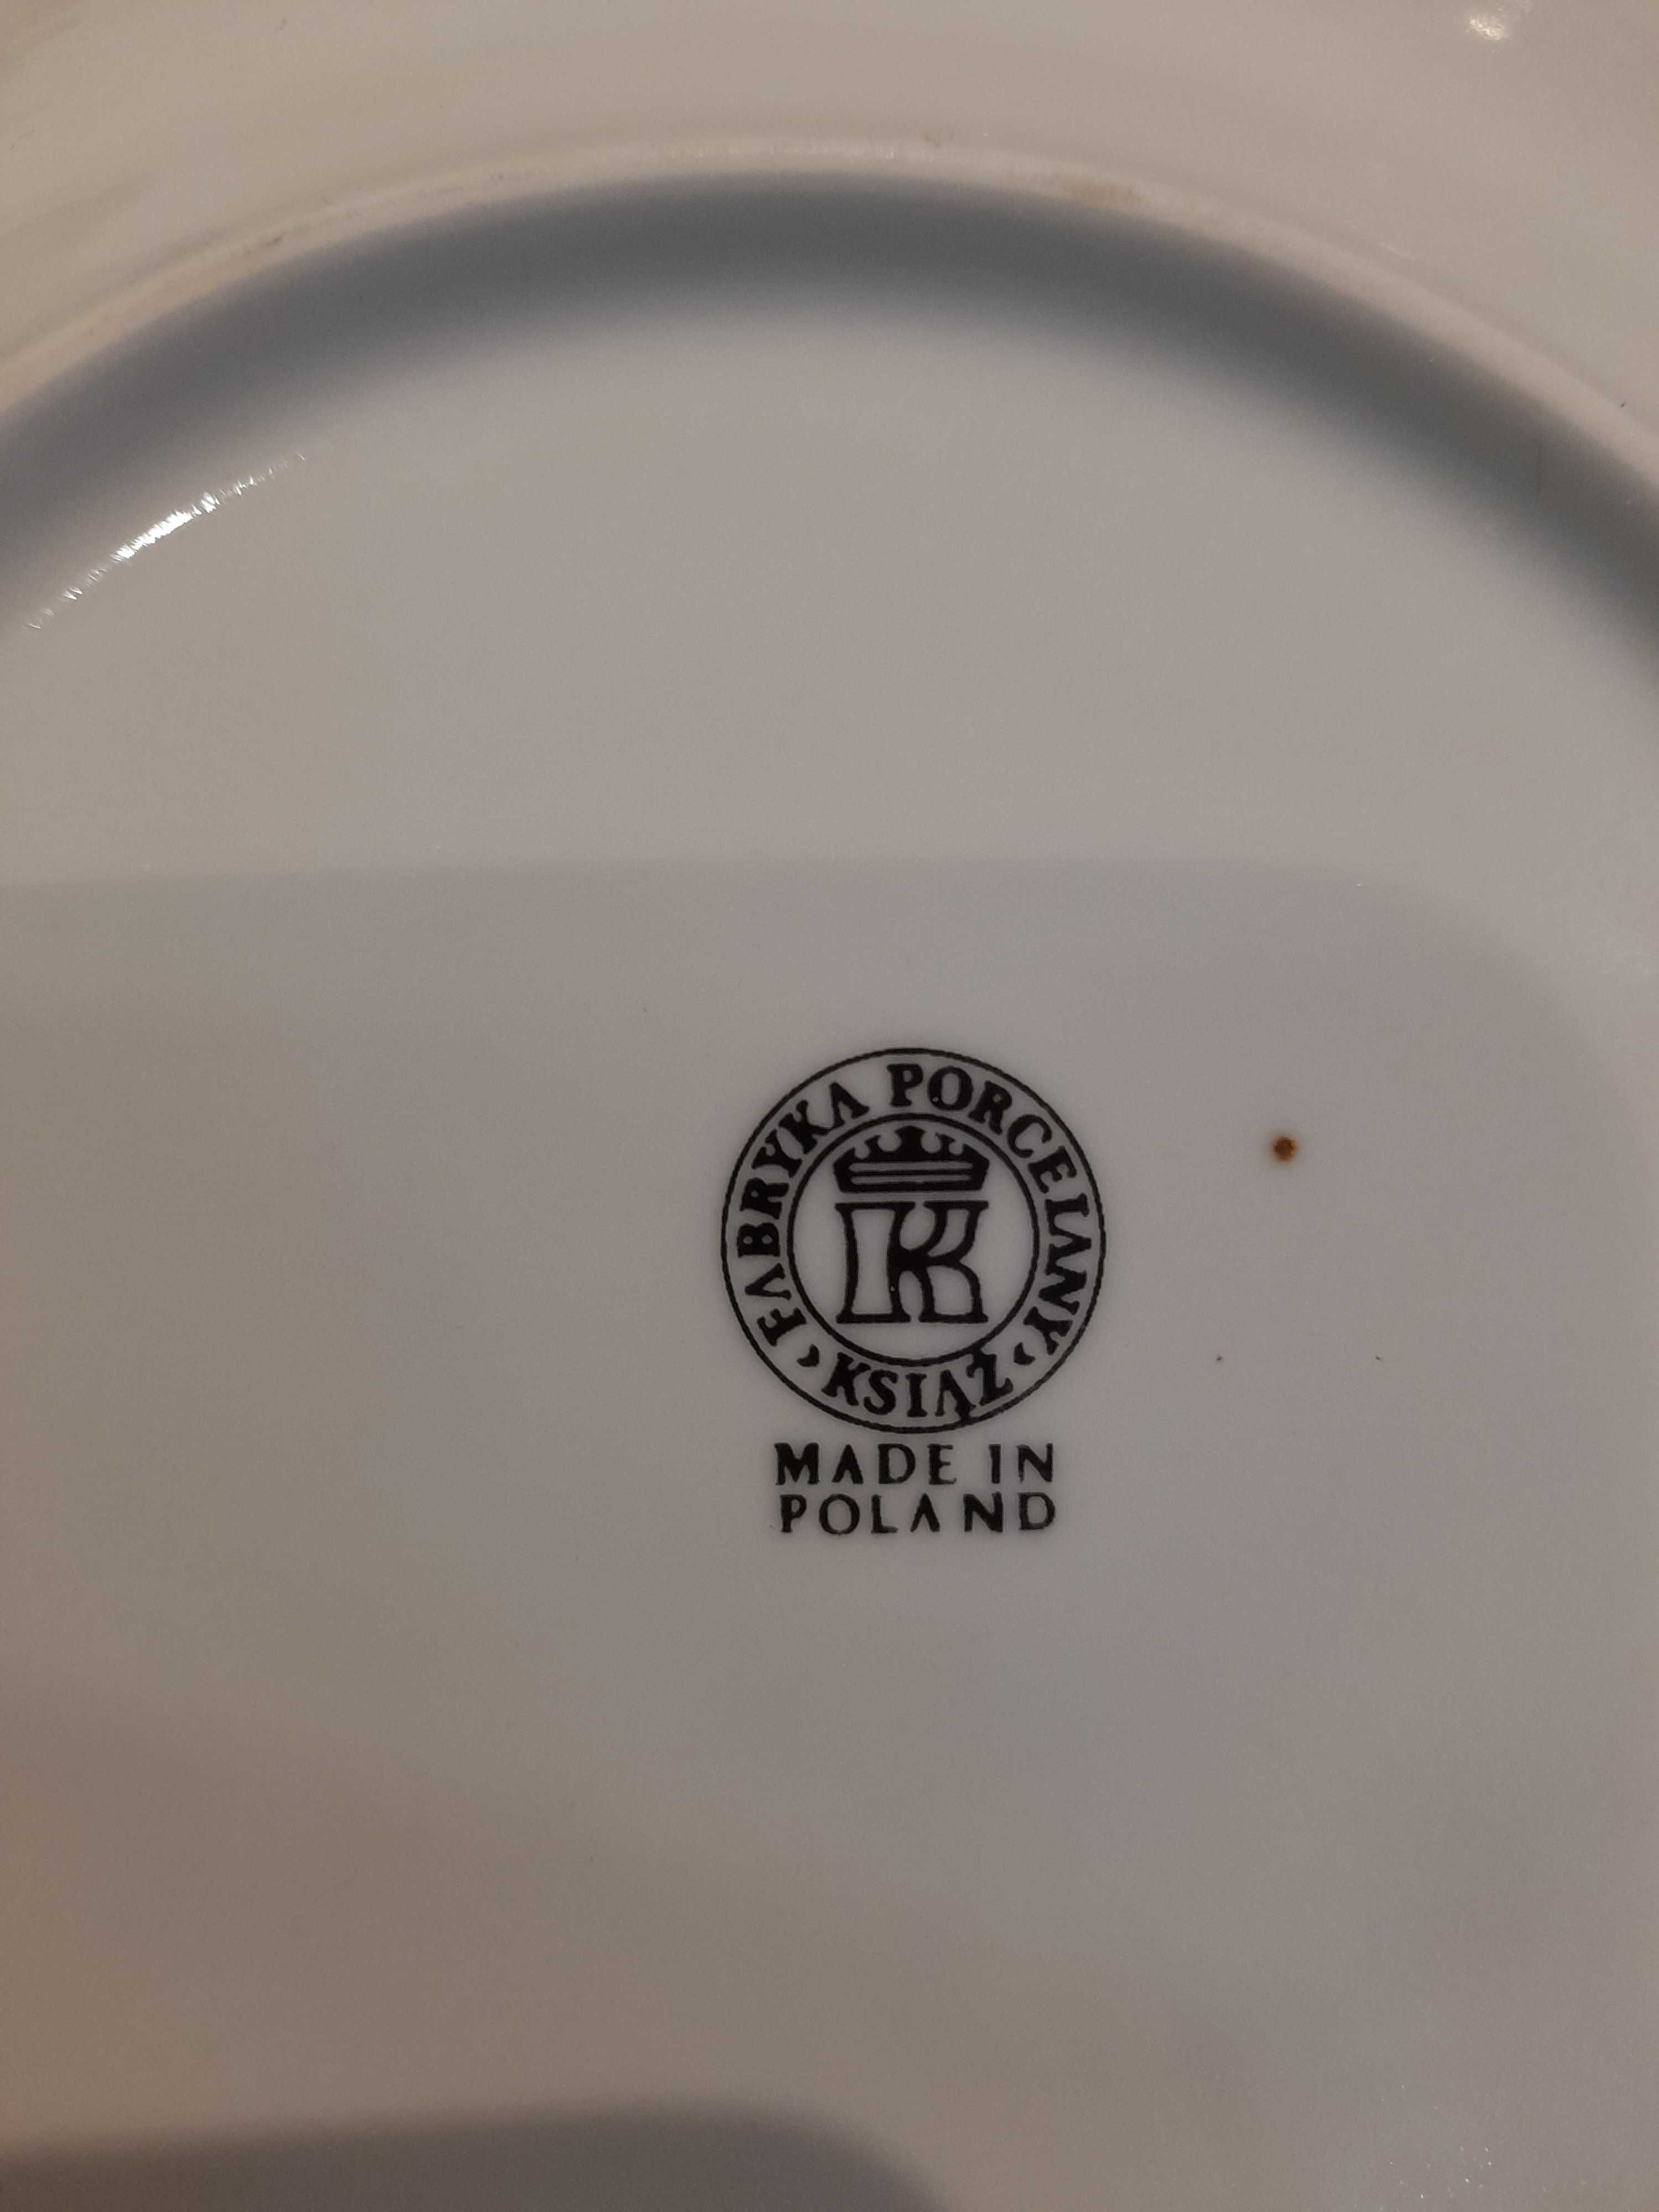 FABRYKA PORCELANY
K
KSIĄŻ
MADE IN
POLAND